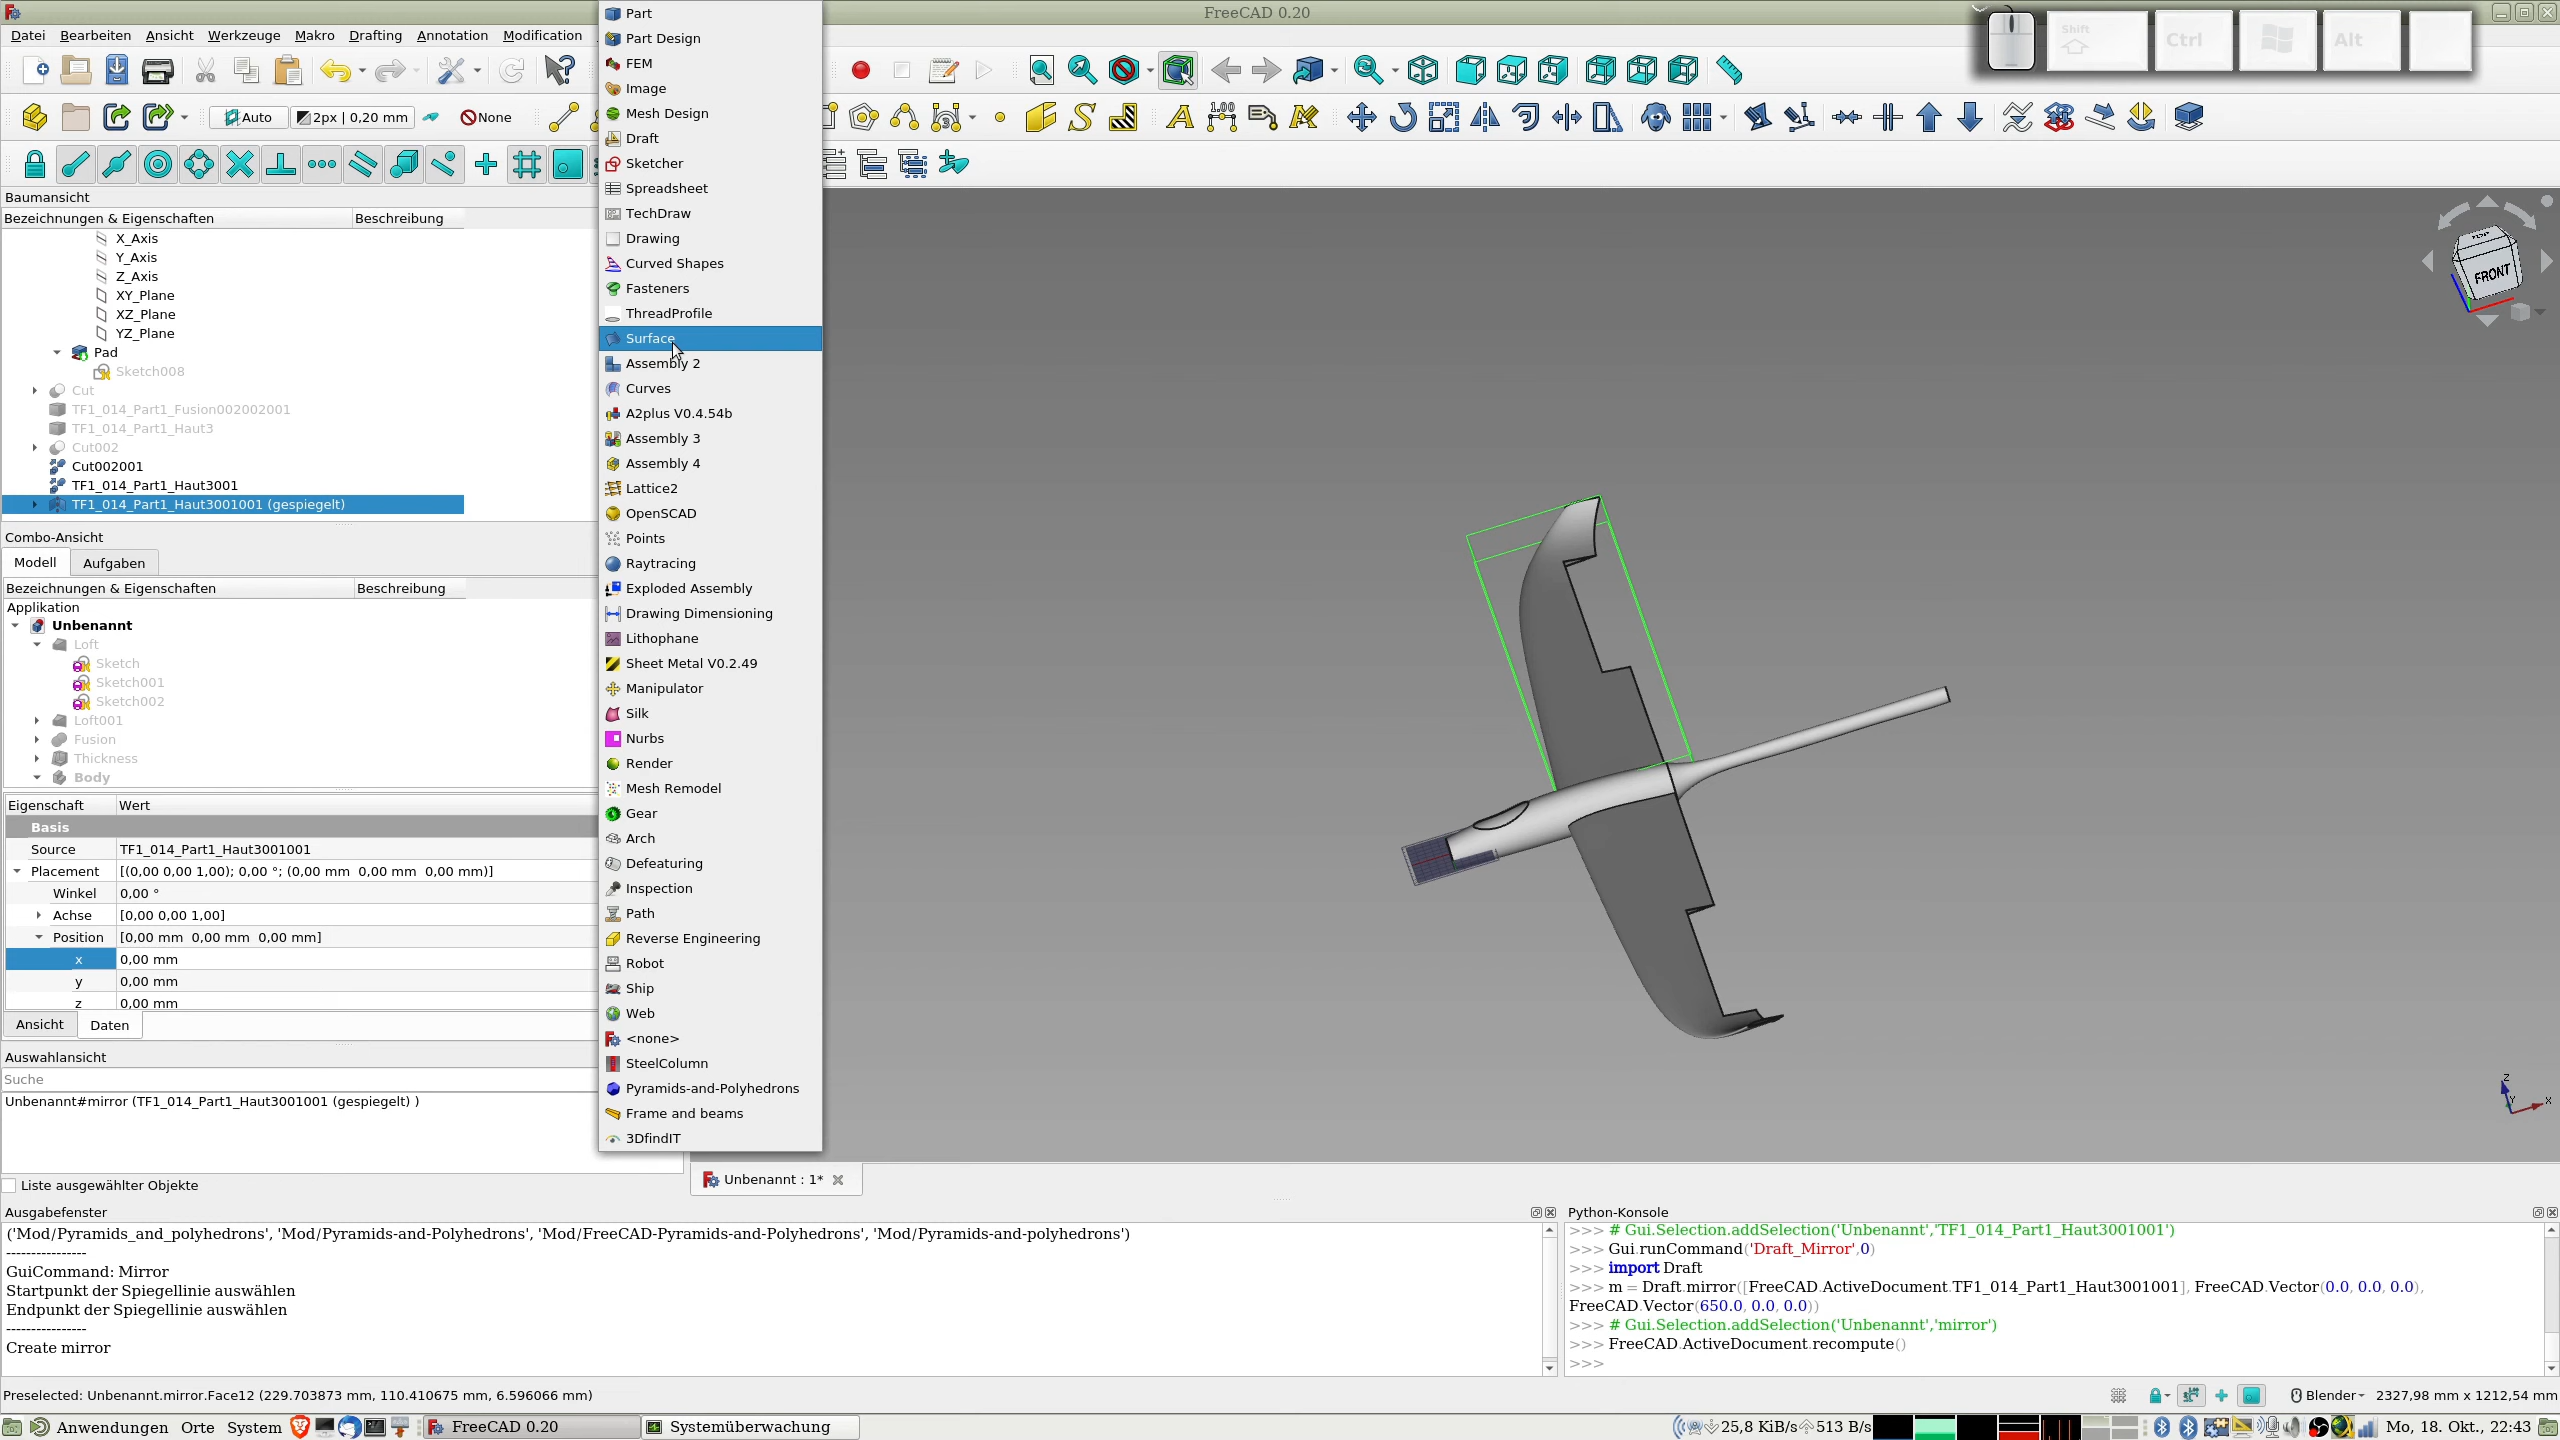 FreeCAD 0.20
Datei Bearbeiten Ansicht Werkzeuge Makro Drafting Annotation Modification
Shift Ctrl Alt
Auto 2px | 0,20 mm None
1.00
Part
Part Design
FEM
Image
Mesh Design
Draft
Sketcher
Spreadsheet
TechDraw
Drawing
Curved Shapes
Fasteners
ThreadProfile
Surface
Assembly 2
Curves
A2plus V0.4.54b
Assembly 3
Assembly 4
Lattice2
OpenSCAD
Points
Raytracing
Exploded Assembly
Drawing Dimensioning
Lithophane
Sheet Metal V0.2.49
Manipulator
Silk
Nurbs
Render
Mesh Remodel
Gear
Arch
Defeaturing
Inspection
Path
Reverse Engineering
Robot
Ship
Web
<none>
SteelColumn
Pyramids-and-Polyhedrons
Frame and beams
3DfindIT
Baumansicht
Bezeichnungen & Eigenschaften Beschreibung
X_Axis
Y_Axis
Z_Axis
XY_Plane
XZ_Plane
YZ_Plane
Pad
Sketch008
Cut
TF1_014_Part1_Fusion002002001
TF1_014_Part1_Haut3
Cut002
Cut002001
TF1_014_Part1_Haut3001
TF1_014_Part1_Haut3001001 (gespiegelt)
Combo-Ansicht
Modell Aufgaben
Bezeichnungen & Eigenschaften Beschreibung
Applikation
Unbenannt
Loft
Sketch
Sketch001
Sketch002
Loft001
Fusion
Thickness
Body
Eigenschaft Wert
Basis
Source TF1_014_Part1_Haut3001001
Placement [(0,00 0,00 1,00); 0,00 °; (0,00 mm 0,00 mm 0,00 mm)]
Winkel 0,00 °
Achse [0,00 0,00 1,00]
Position [0,00 mm 0,00 mm 0,00 mm]
x 0,00 mm
y 0,00 mm
z 0,00 mm
Ansicht Daten
Auswahlansicht
Suche
Unbenannt#mirror (TF1_014_Part1_Haut3001001 (gespiegelt) )
Liste ausgewählter Objekte
TOP
FRONT
Z
Y
X
Unbenannt : 1*
Ausgabefenster
('Mod/Pyramids_and_polyhedrons', 'Mod/Pyramids-and-Polyhedrons', 'Mod/FreeCAD-Pyramids-and-Polyhedrons', 'Mod/Pyramids-and-polyhedrons')
----------------
GuiCommand: Mirror
Startpunkt der Spiegellinie auswählen
Endpunkt der Spiegellinie auswählen
----------------
Create mirror
Python-Konsole
>>> # Gui.Selection.addSelection('Unbenannt','TF1_014_Part1_Haut3001001')
>>> Gui.runCommand('Draft_Mirror',0)
>>> import Draft
>>> m = Draft.mirror([FreeCAD.ActiveDocument.TF1_014_Part1_Haut3001001], FreeCAD.Vector(0.0, 0.0, 0.0),
FreeCAD.Vector(650.0, 0.0, 0.0))
>>> # Gui.Selection.addSelection('Unbenannt','mirror')
>>> FreeCAD.ActiveDocument.recompute()
>>>
Preselected: Unbenannt.mirror.Face12 (229.703873 mm, 110.410675 mm, 6.596066 mm)
Blender 2327,98 mm x 1212,54 mm
Anwendungen Orte System FreeCAD 0.20 Systemüberwachung 25,8 KiB/s 513 B/s Mo, 18. Okt., 22:43